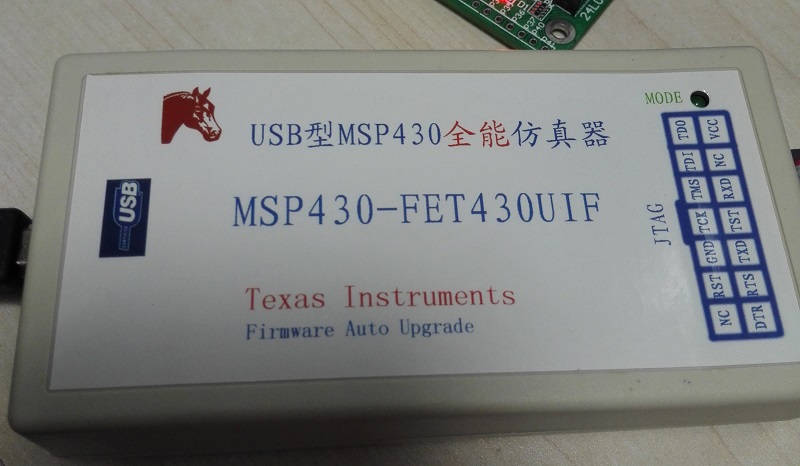 MODE
USB型MSP430全能仿真器
USB
MSP430-FET430UIF
Texas Instruments
Firmware Auto Upgrade
JTAG
TDO VCC
TDI NC
TMS RXD
TCK TST
GND TXD
RST RTS
NC DTR